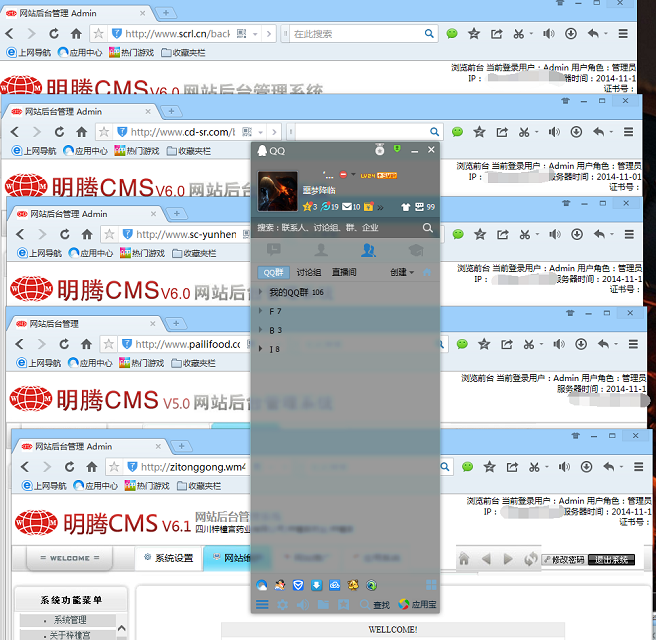 网站后台管理 Admin
http://www.scrl.cn/back
在此搜索
上网导航 应用中心 热门游戏 收藏夹栏
浏览前台 当前登录用户：Admin 用户角色：管理员
IP： 服务器时间：2014-11-1
证书号：
明腾CMS V6.0 网站后台管理系统
网站后台管理 Admin
http://www.cd-sr.com/b
上网导航 应用中心 热门游戏 收藏夹栏
浏览前台 当前登录用户：Admin 用户角色：管理员
IP： 服务器时间：2014-11-01
证书号：
明腾CMS V6.0 网站后
网站后台管理 Admin
http://www.sc-yunhen
上网导航 应用中心 热门游戏 收藏夹栏
浏览前台 当前登录用户：Admin 用户角色：管理员
IP： 服务器时间：2014-11-1
证书号：
明腾CMS V6.0 网站后
网站后台管理
http://www.pailifood.co
上网导航 应用中心 热门游戏 收藏夹栏
浏览前台 当前登录用户：Admin 用户角色：管理员
服务器时间：2014-11-1
明腾CMS V5.0 网站后台管理系统
网站后台管理 Admin
http://zitonggong.wm4
上网导航 应用中心 热门游戏 收藏夹栏
浏览前台 当前登录用户：Admin 用户角色：管理员
IP： 服务器时间：2014-11-1
证书号：
明腾CMS V6.1 网站后台管理
四川梓橦宫药业
= WELCOME = 系统设置 网站维护
修改密码 退出系统
系统功能菜单
系统管理
关于梓橦宫
WELLCOME!
QQ
LV24 SVIP
噩梦降临
3 19 10 99
搜索：联系人、讨论组、群、企业
QQ群 讨论组 直播间 创建
我的QQ群 106
F 7
B 3
I 8
查找 应用宝